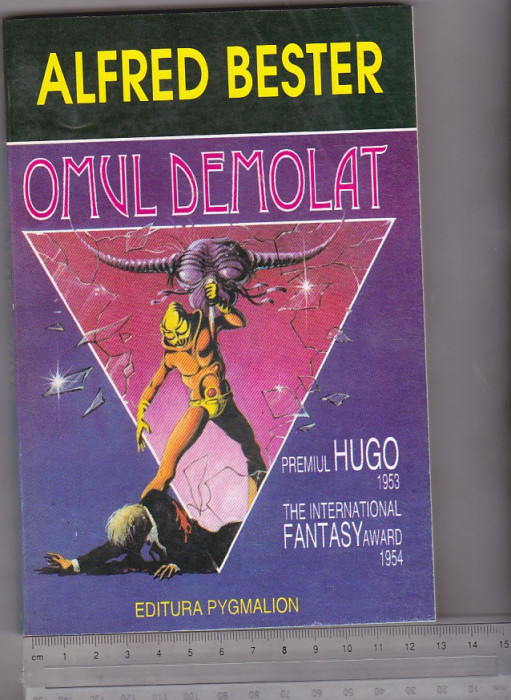 ALFRED BESTER
OMUL DEMOLAT
PREMIUL HUGO
1953
THE INTERNATIONAL
FANTASY AWARD
1954
EDITURA PYGMALION
cm 1 2 3 4 5 6 7 8 9 10 11 12 13 14 15